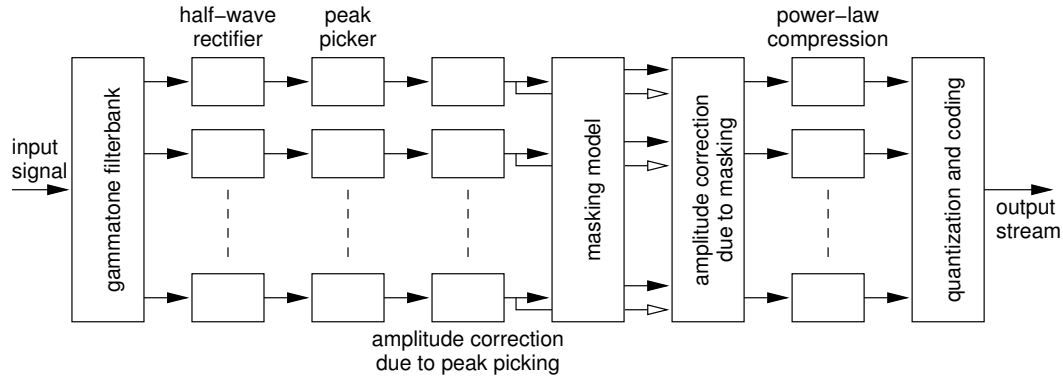 half−wave
rectifier
peak
picker
power−law
compression
input
signal
gammatone filterbank
masking model
amplitude correction
due to masking
quantization and coding
output
stream
amplitude correction
due to peak picking